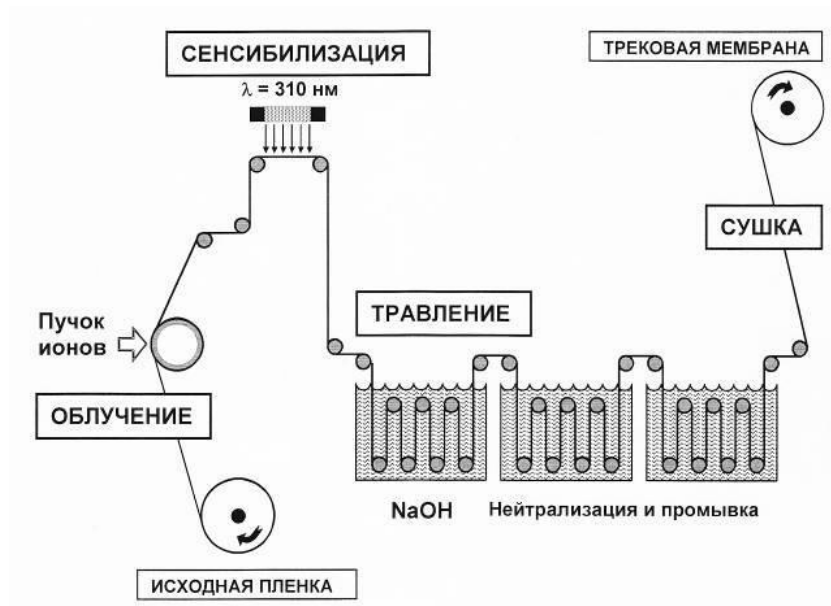 СЕНСИБИЛИЗАЦИЯ
λ = 310 нм
ТРЕКОВАЯ МЕМБРАНА
СУШКА
Пучок
ионов
ТРАВЛЕНИЕ
ОБЛУЧЕНИЕ
NaOH
Нейтрализация и промывка
ИСХОДНАЯ ПЛЕНКА